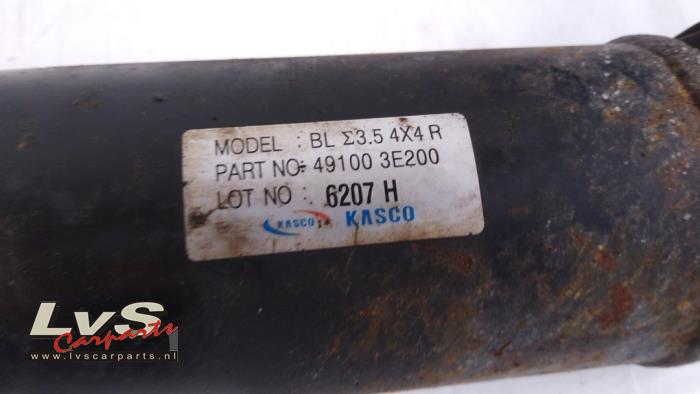 MODEL : BL Σ3.5 4X4 R
PART NO: 49100 3E200
LOT NO : 6207 H
KASCO KASCO
LvS
Carparts
www.lvscarparts.nl